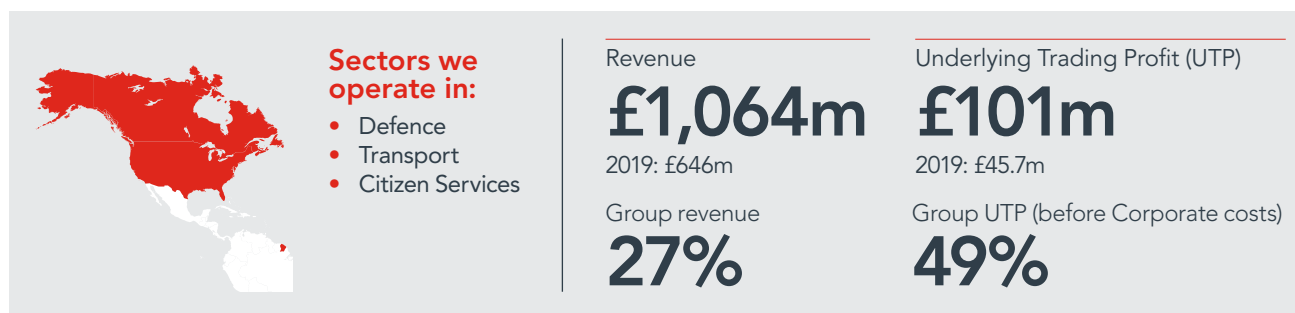 Sectors we
operate in:
• Defence
• Transport
• Citizen Services
Revenue
£1,064m
2019: £646m
Group revenue
27%
Underlying Trading Profit (UTP)
£101m
2019: £45.7m
Group UTP (before Corporate costs)
49%